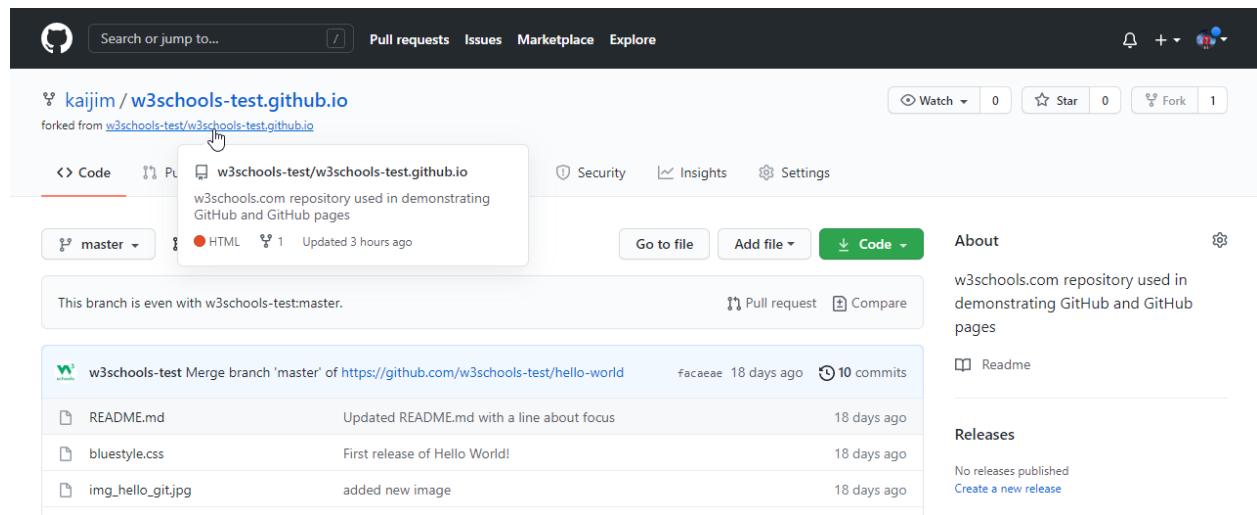 Search or jump to... /
Pull requests Issues Marketplace Explore
kaijim / w3schools-test.github.io
Watch 0 Star 0 Fork 1
forked from w3schools-test/w3schools-test.github.io
Code Pu Security Insights Settings
w3schools-test/w3schools-test.github.io
w3schools.com repository used in demonstrating
GitHub and GitHub pages
HTML 1 Updated 3 hours ago
master Go to file Add file Code
This branch is even with w3schools-test:master. Pull request Compare
w3schools-test Merge branch 'master' of https://github.com/w3schools-test/hello-world facaeae 18 days ago 10 commits
README.md Updated README.md with a line about focus 18 days ago
bluestyle.css First release of Hello World! 18 days ago
img_hello_git.jpg added new image 18 days ago
About
w3schools.com repository used in
demonstrating GitHub and GitHub
pages
Readme
Releases
No releases published
Create a new release